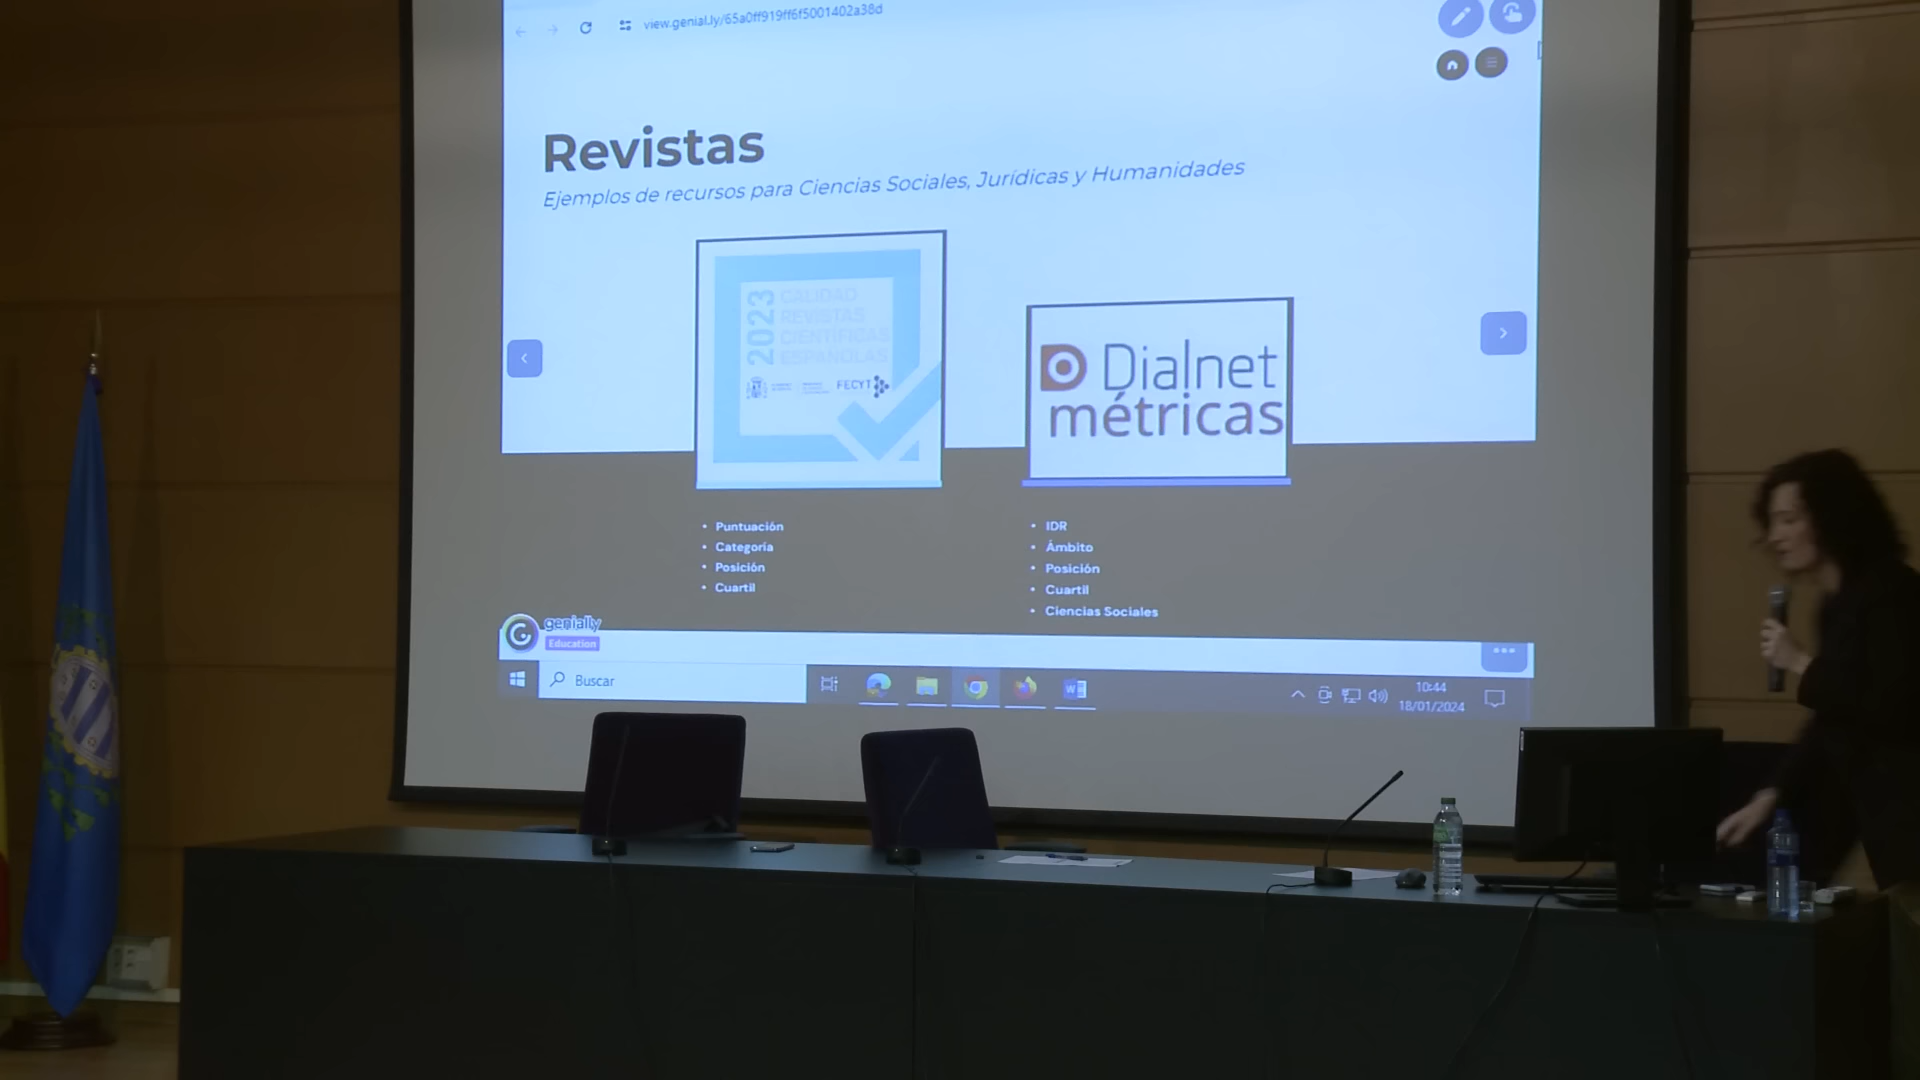 view.genial.ly/65a0ff919ff6f5001402a38d
Revistas
Ejemplos de recursos para Ciencias Sociales, Jurídicas y Humanidades
2023
CALIDAD
REVISTAS
CIENTÍFICAS
ESPAÑOLAS
FECYT
Dialnet
métricas
• Puntuación
• Categoría
• Posición
• Cuartil
• IDR
• Ámbito
• Posición
• Cuartil
• Ciencias Sociales
genially
Education
Buscar
10:44
18/01/2024